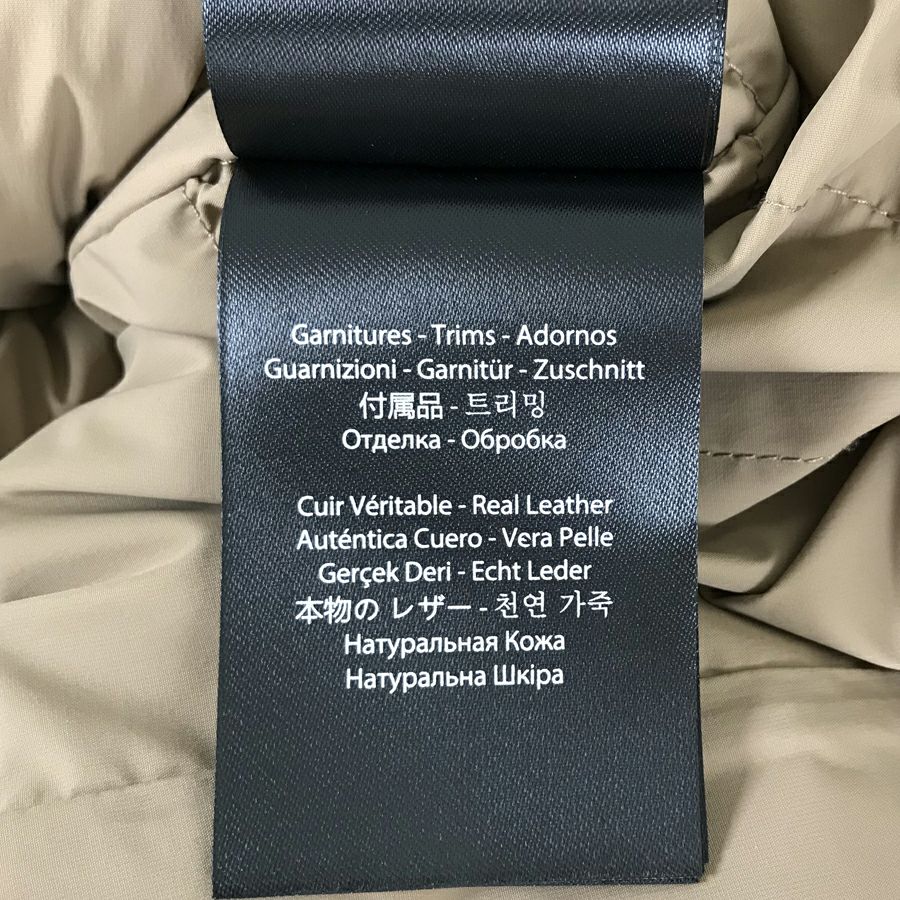 Garnitures - Trims - Adornos
Guarnizioni - Garnitür - Zuschnitt
付属品 - 트리밍
Отделка - Обробка
Cuir Véritable - Real Leather
Auténtica Cuero - Vera Pelle
Gerçek Deri - Echt Leder
本物の レザー - 천연 가죽
Натуральная Кожа
Натуральна Шкіра